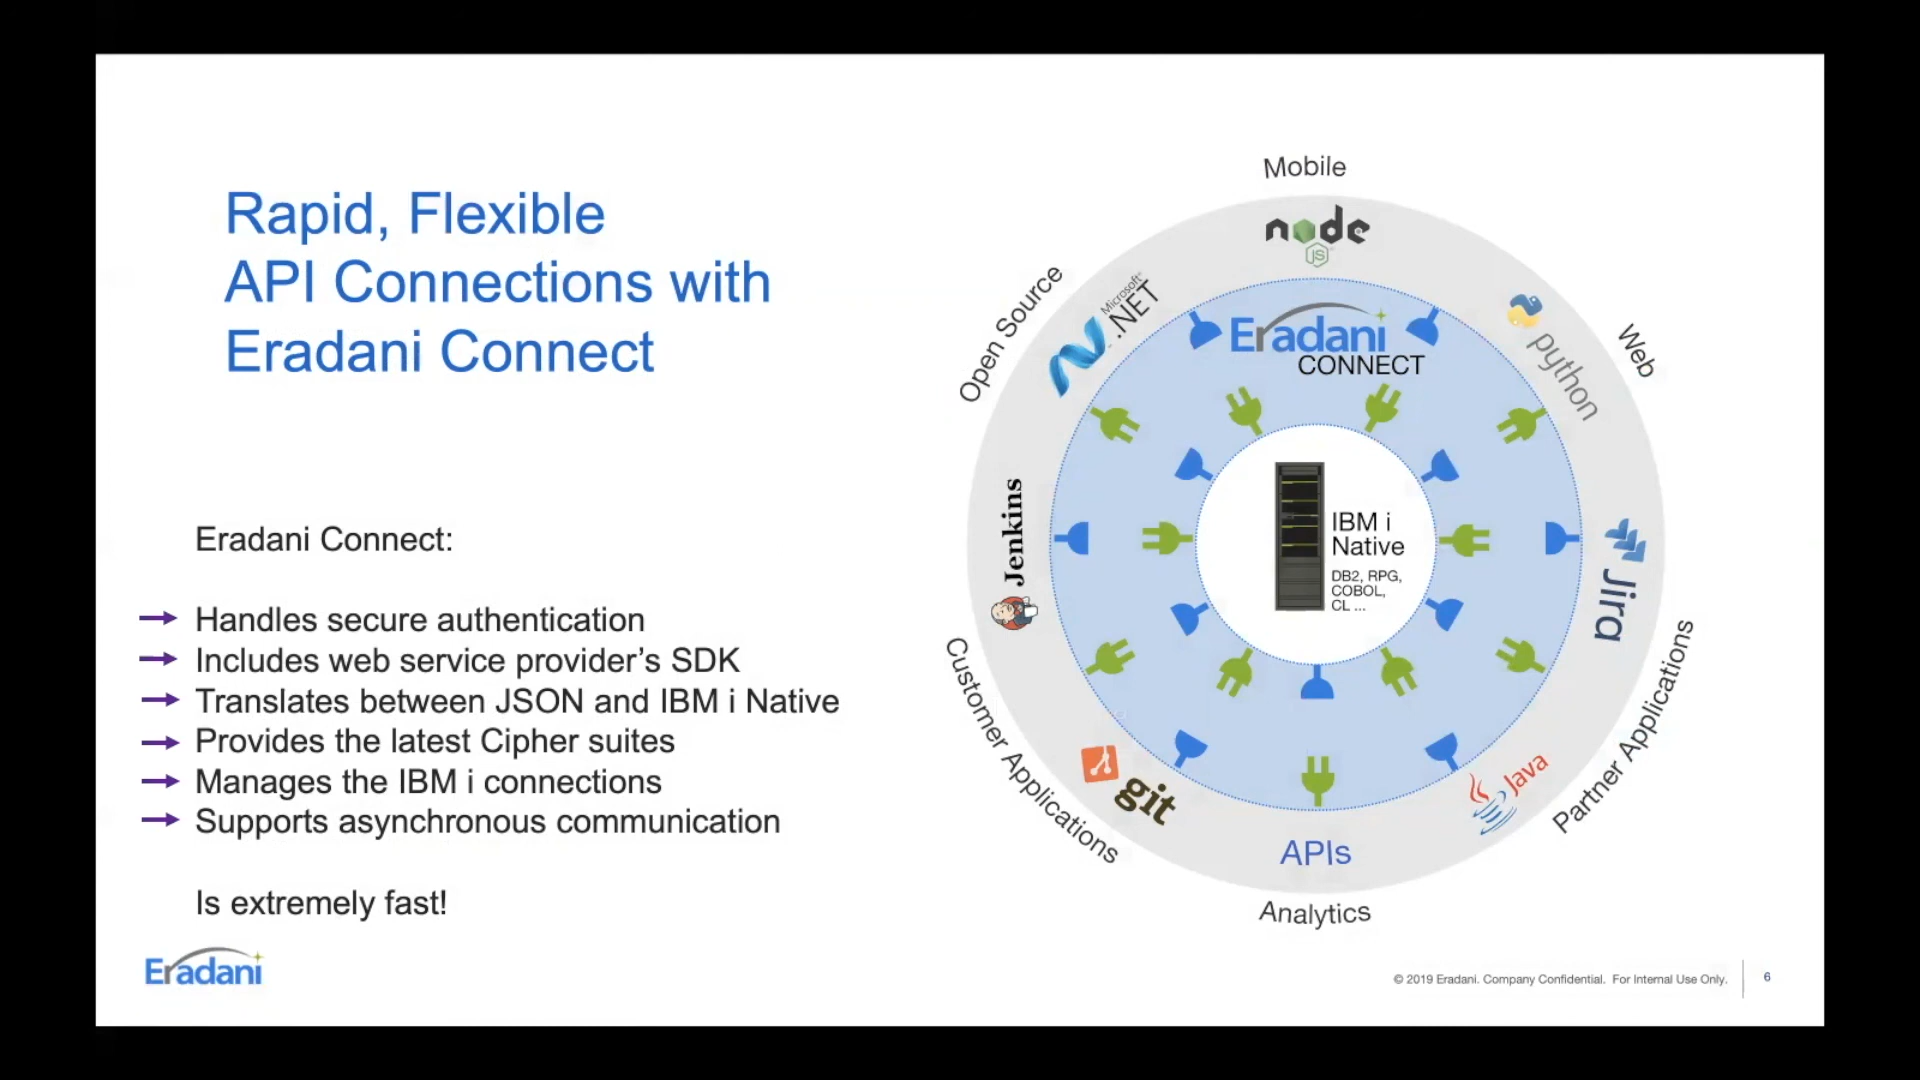 Rapid, Flexible
API Connections with
Eradani Connect
Eradani Connect:
Handles secure authentication
Includes web service provider’s SDK
Translates between JSON and IBM i Native
Provides the latest Cipher suites
Manages the IBM i connections
Supports asynchronous communication
Is extremely fast!
Eradani
Mobile
node
JS
Open Source
Microsoft
.NET
Eradani
CONNECT
python
Web
Jenkins
IBM i
Native
DB2, RPG,
COBOL,
CL ...
Jira
Customer Applications
git
Java
Partner Applications
APIs
Analytics
© 2019 Eradani. Company Confidential. For Internal Use Only.
6